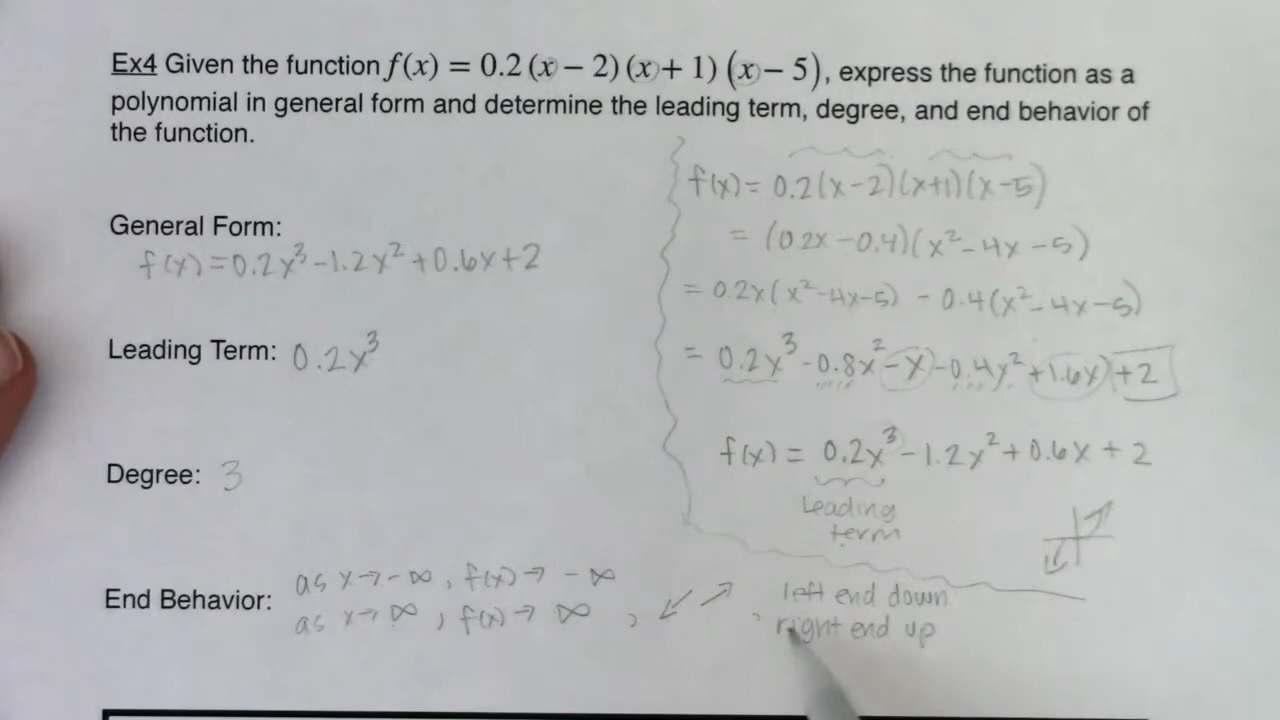 Ex4 Given the function f(x) = 0.2(x − 2)(x + 1)(x − 5), express the function as a
polynomial in general form and determine the leading term, degree, and end behavior of
the function.
General Form:
f(x)=0.2x³-1.2x²+0.6x+2
Leading Term: 0.2x³
Degree: 3
End Behavior:
as x→-∞, f(x)→ -∞
as x→∞, f(x)→ ∞, ↙ ↗,
left end down
right end up
f(x)= 0.2(x-2)(x+1)(x-5)
= (0.2x-0.4)(x²-4x-5)
= 0.2x(x²-4x-5) - 0.4(x²-4x-5)
= 0.2x³-0.8x²-x-0.4x²+1.6x+2
f(x) = 0.2x³-1.2x²+0.6x+2
Leading
term